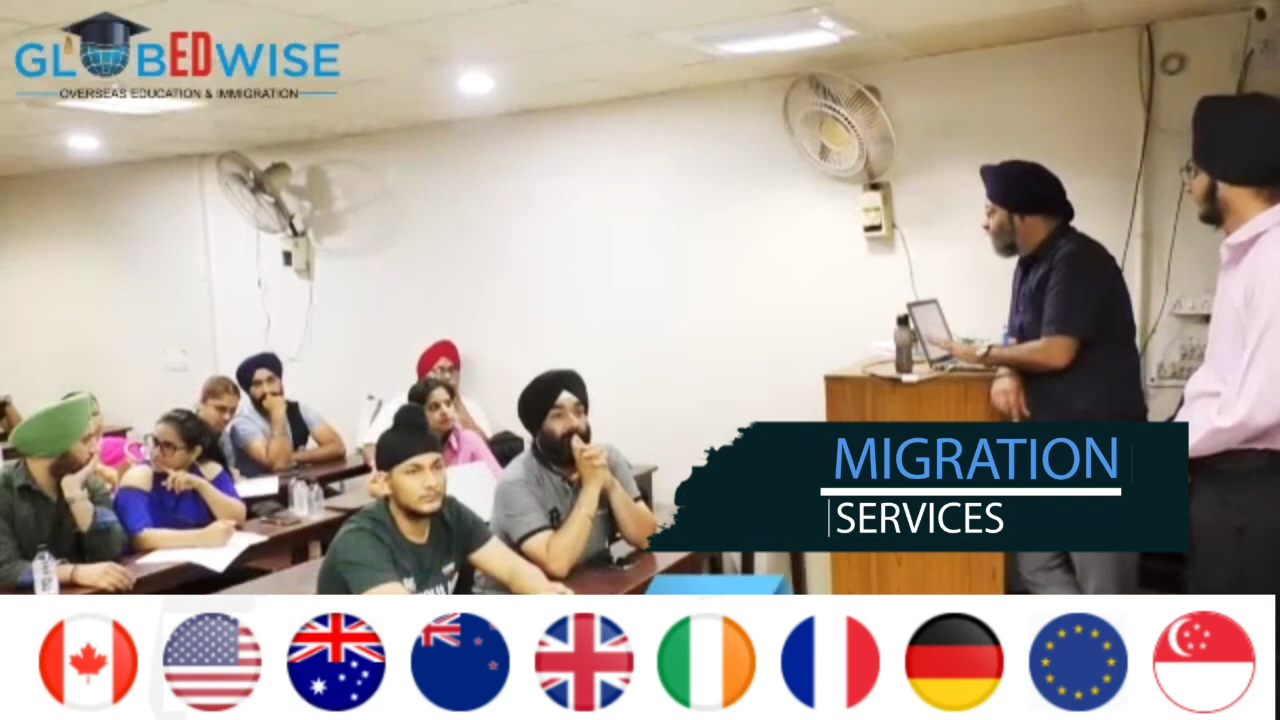 GLOBEDWISE
OVERSEAS EDUCATION & IMMIGRATION
MIGRATION
SERVICES